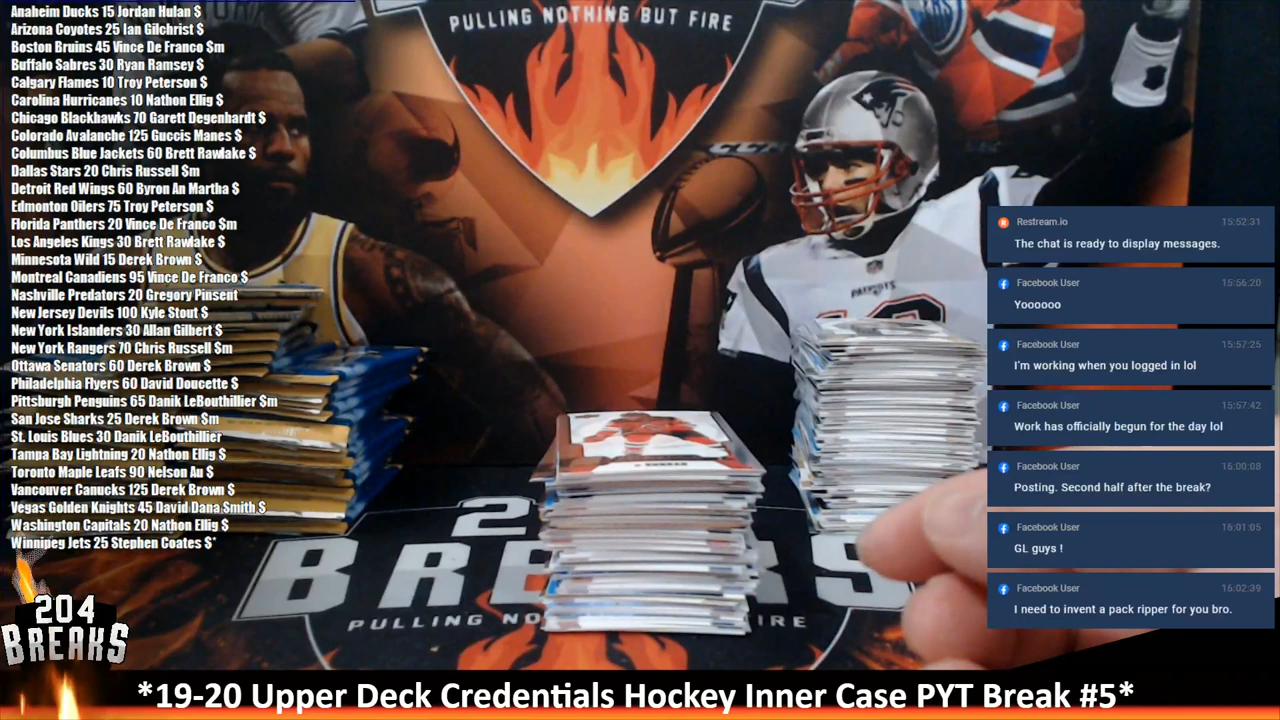 Anaheim Ducks 15 Jordan Hulan $
Arizona Coyotes 25 Ian Gilchrist $
Boston Bruins 45 Vince De Franco $m
Buffalo Sabres 30 Ryan Ramsey $
Calgary Flames 10 Troy Peterson $
Carolina Hurricanes 10 Nathon Ellig $
Chicago Blackhawks 70 Garett Degenhardt $
Colorado Avalanche 125 Guccis Manes $
Columbus Blue Jackets 60 Brett Rawlake $
Dallas Stars 20 Chris Russell $m
Detroit Red Wings 60 Byron An Martha $
Edmonton Oilers 75 Troy Peterson $
Florida Panthers 20 Vince De Franco $m
Los Angeles Kings 30 Brett Rawlake $
Minnesota Wild 15 Derek Brown $
Montreal Canadiens 95 Vince De Franco $
Nashville Predators 20 Gregory Pinsent
New Jersey Devils 100 Kyle Stout $
New York Islanders 30 Allan Gilbert $
New York Rangers 70 Chris Russell $m
Ottawa Senators 60 Derek Brown $
Philadelphia Flyers 60 David Doucette $
Pittsburgh Penguins 65 Danik LeBouthillier $m
San Jose Sharks 25 Derek Brown $m
St. Louis Blues 30 Danik LeBouthillier
Tampa Bay Lightning 20 Nathon Ellig $
Toronto Maple Leafs 90 Nelson Au $
Vancouver Canucks 125 Derek Brown $
Vegas Golden Knights 45 David Dana Smith $
Washington Capitals 20 Nathon Ellig $
Winnipeg Jets 25 Stephen Coates $*
204
BREAKS
PULLING NOTHING BUT FIRE
PATRIOTS
2
BREAKS
PULLING NO
IRE
Restream.io 15:52:31
The chat is ready to display messages.
Facebook User 15:56:20
Yoooooo
Facebook User 15:57:25
I'm working when you logged in lol
Facebook User 15:57:42
Work has officially begun for the day lol
Facebook User 16:00:08
Posting. Second half after the break?
Facebook User 16:01:05
GL guys !
Facebook User 16:02:39
I need to invent a pack ripper for you bro.
*19-20 Upper Deck Credentials Hockey Inner Case PYT Break #5*